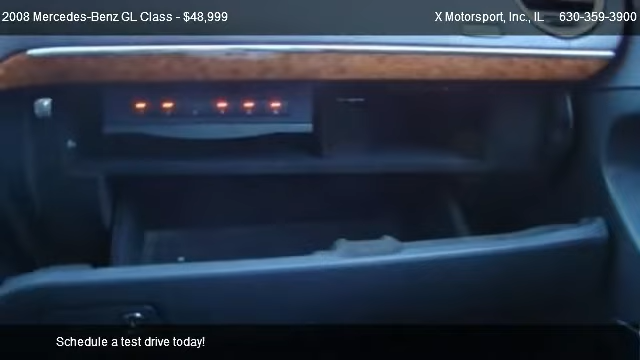 2008 Mercedes-Benz GL Class - $48,999
X Motorsport, Inc., IL 630-359-3900
Schedule a test drive today!